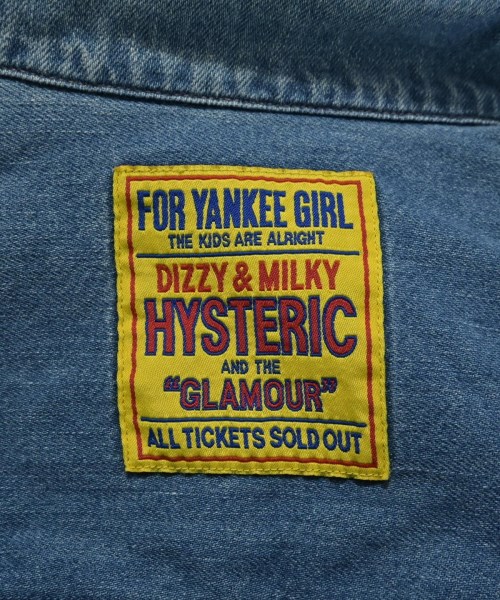 FOR YANKEE GIRL
THE KIDS ARE ALRIGHT
DIZZY & MILKY
HYSTERIC
AND THE
"GLAMOUR"
ALL TICKETS SOLD OUT